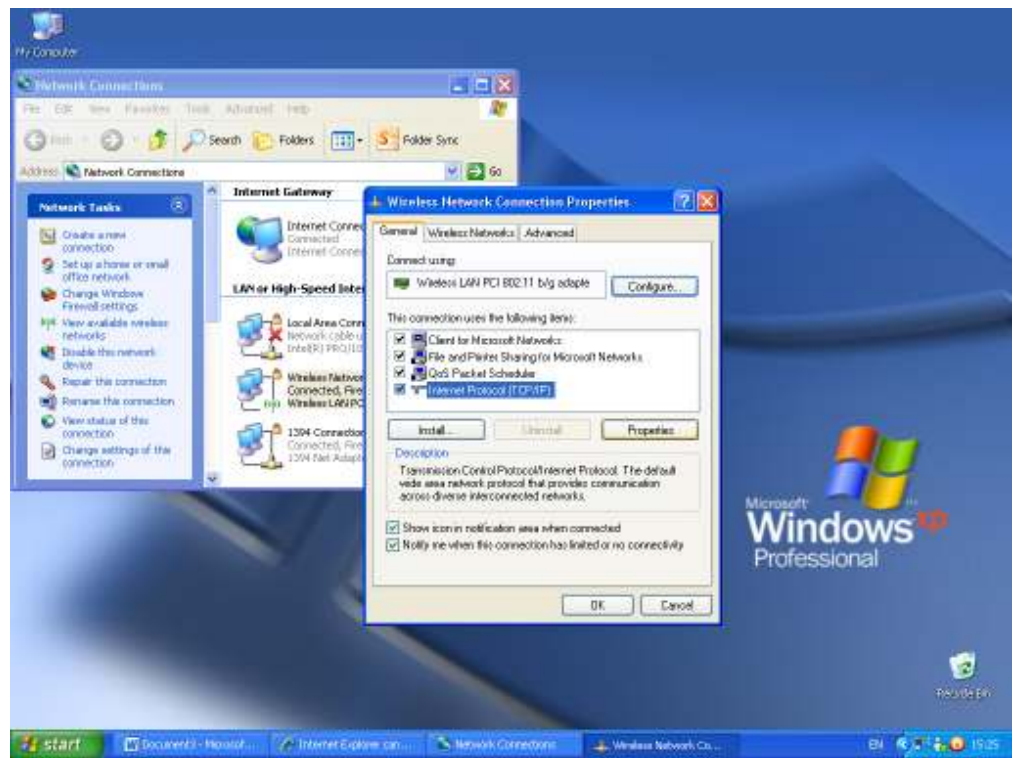 My Computer
Network Connections
File Edit View Favorites Tools Advanced Help
Search Folders Folder Sync
Address Network Connections Go
Network Tasks
Create a new
connection
Set up a home or small
office network
Change Windows
Firewall settings
View available wireless
networks
Disable this network
device
Repair this connection
Rename this connection
View status of this
connection
Change settings of this
connection
Internet Gateway
Internet Connec
Connected
Internet Connec
LAN or High-Speed Inter
Local Area Conn
Network cable u
Intel(R) PRO/10
Wireless Networ
Connected, Fire
Wireless LAN PC
1394 Connection
Connected, Fire
1394 Net Adapt
Wireless Network Connection Properties
General Wireless Networks Advanced
Connect using:
Wireless LAN PCI 802.11 b/g adapte
Configure...
This connection uses the following items:
Client for Microsoft Networks
File and Printer Sharing for Microsoft Networks
QoS Packet Scheduler
Internet Protocol (TCP/IP)
Install... Uninstall Properties
Description
Transmission Control Protocol/Internet Protocol. The default
wide area network protocol that provides communication
across diverse interconnected networks.
Show icon in notification area when connected
Notify me when this connection has limited or no connectivity
OK Cancel
Microsoft
Windows xp
Professional
Recycle Bin
start Document3 - Microsof... Internet Explorer can... Network Connections Wireless Network Co... EN 15:25